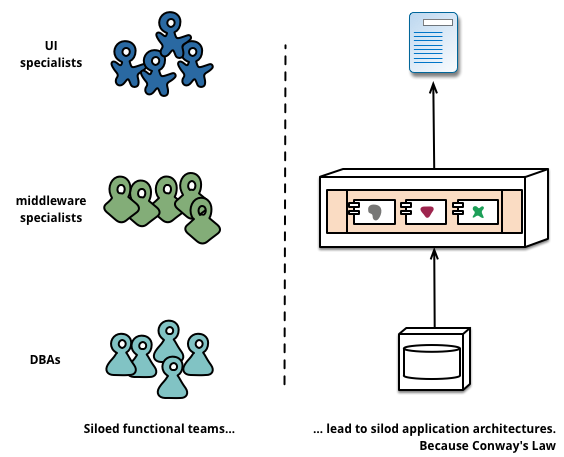 UI
specialists
middleware
specialists
DBAs
Siloed functional teams...
... lead to silod application architectures.
Because Conway's Law